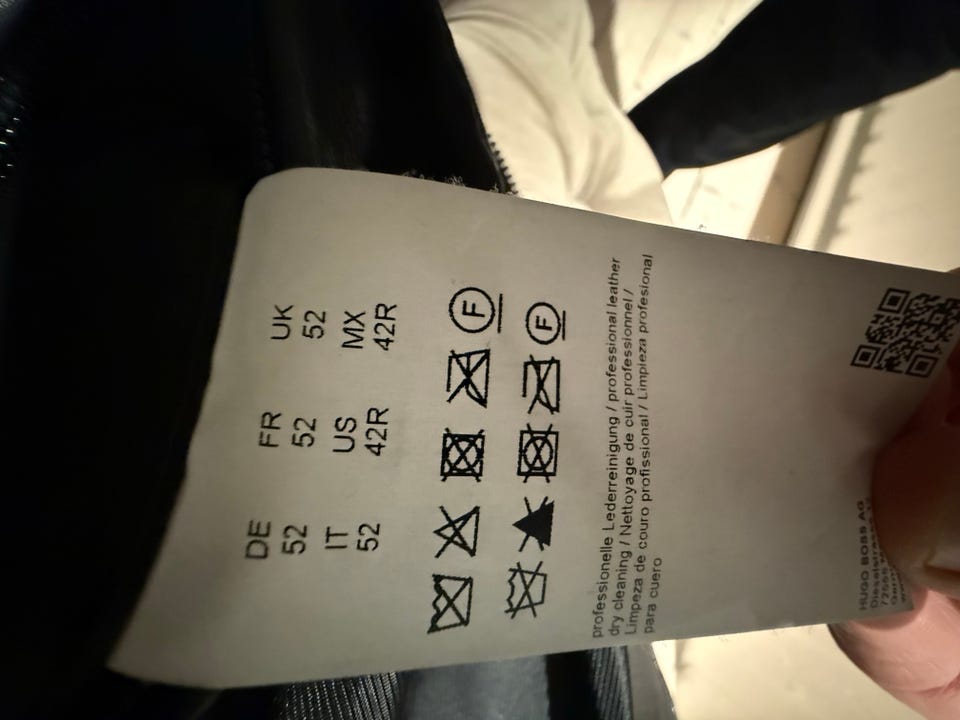 DE FR UK
52 52 52
IT US MX
52 42R 42R
F
F
professionelle Lederreinigung / professional leather
dry cleaning / Nettoyage de cuir professionnel /
Limpeza de couro profissional / Limpieza profesional
para cuero
HUGO BOSS AG